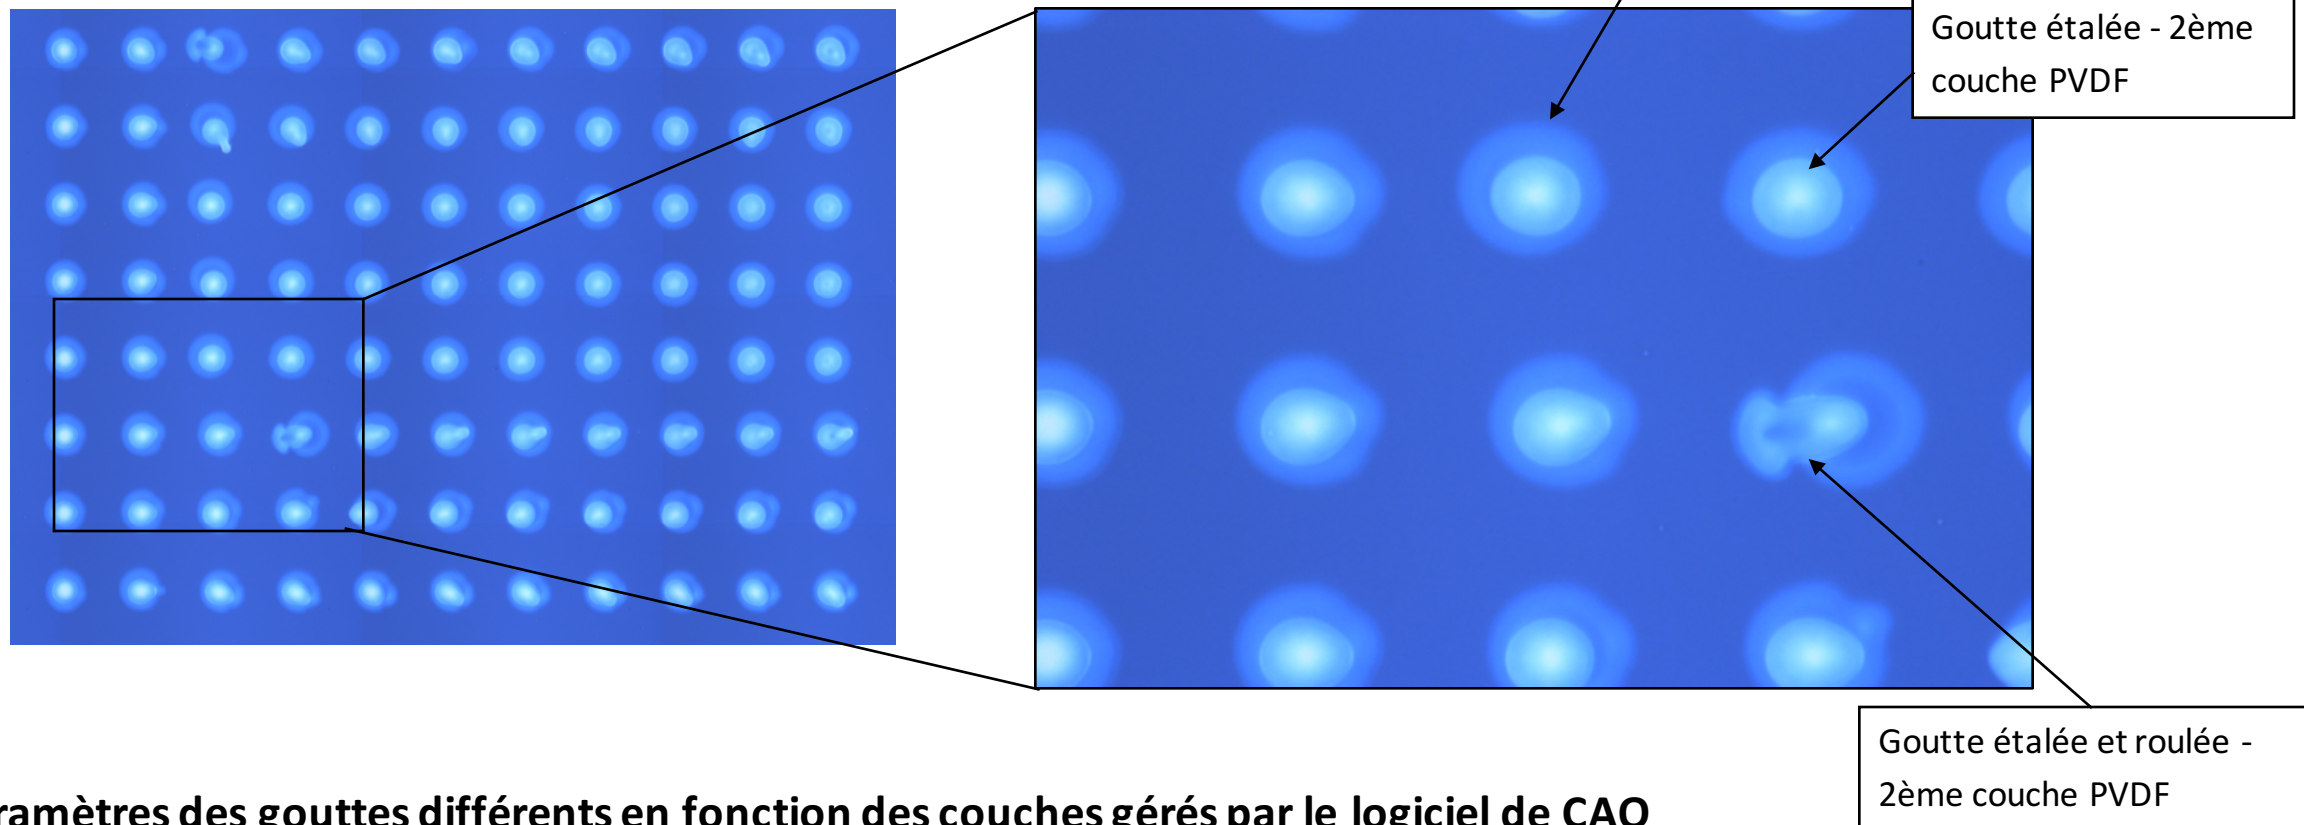 Goutte étalée - 2ème
couche PVDF
Goutte étalée et roulée -
2ème couche PVDF
ramètres des gouttes différents en fonction des couches gérés par le logiciel de CAO